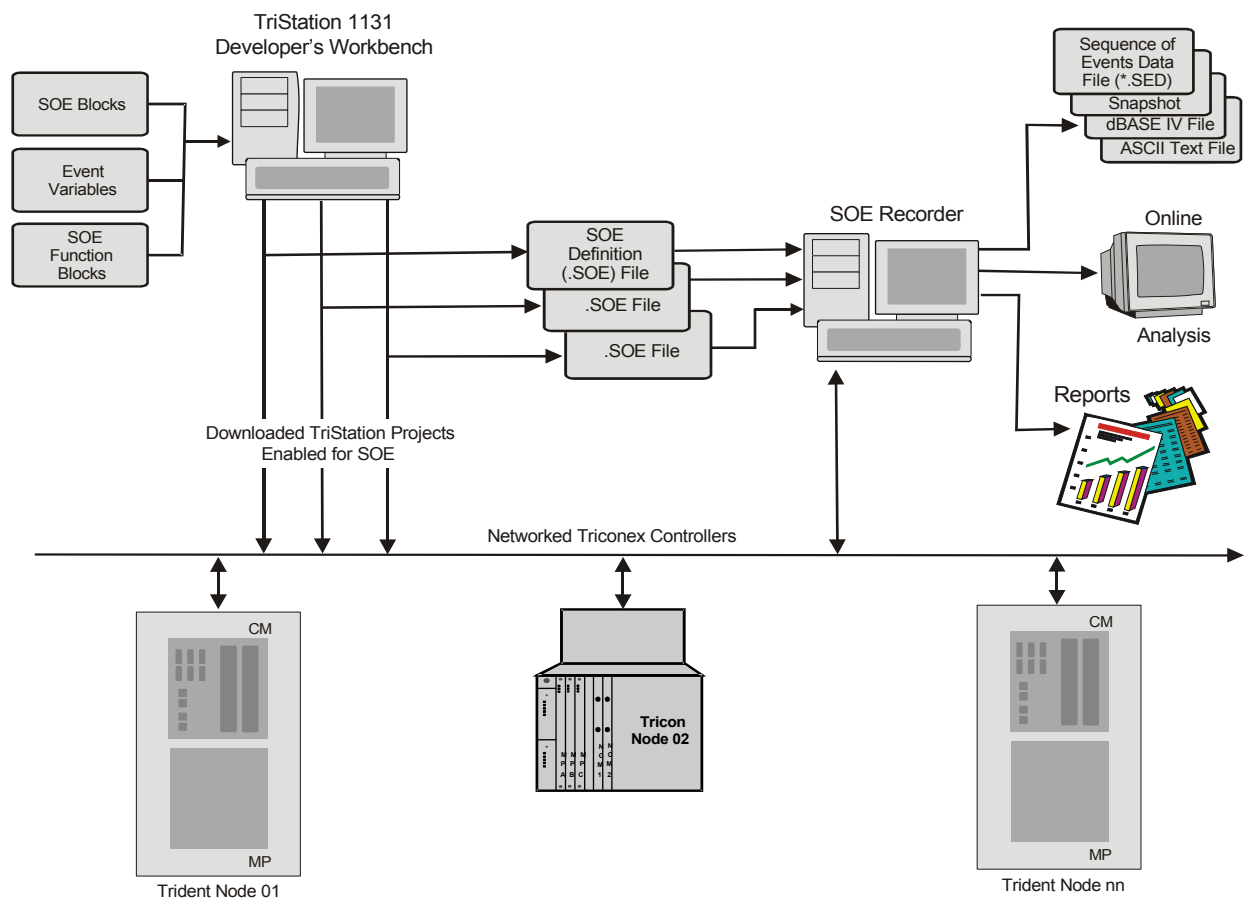 TriStation 1131
Developer's Workbench
SOE Blocks
Event
Variables
SOE
Function
Blocks
Sequence of
Events Data
File (*.SED)
Snapshot
dBASE IV File
ASCII Text File
SOE Recorder
Online
Analysis
SOE
Definition
(.SOE) File
.SOE File
.SOE File
Reports
Downloaded TriStation Projects
Enabled for SOE
Networked Triconex Controllers
CM
MP
Trident Node 01
Tricon
Node 02
M
P
A
M
P
B
M
P
C
N
C
M
1
N
C
M
2
CM
MP
Trident Node nn